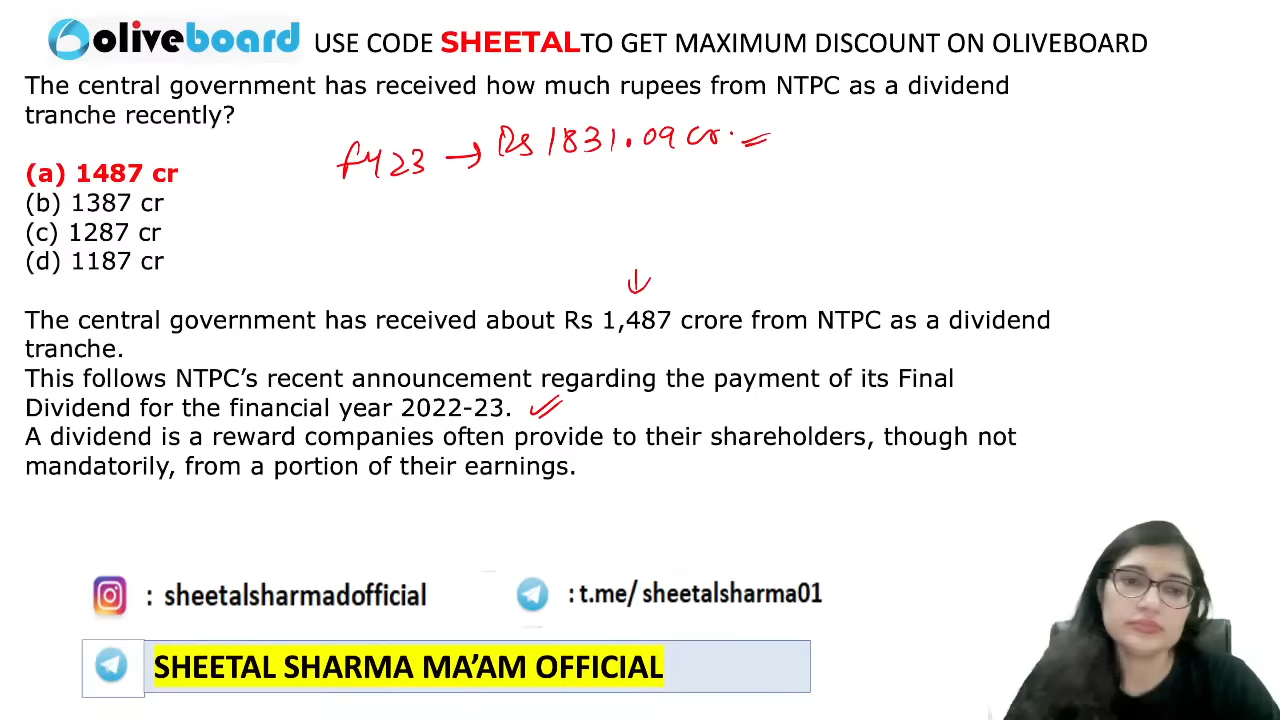 oliveboard USE CODE SHEETAL TO GET MAXIMUM DISCOUNT ON OLIVEBOARD
The central government has received how much rupees from NTPC as a dividend
tranche recently?
FY23 → Rs 1831.09 cr.
(a) 1487 cr
(b) 1387 cr
(c) 1287 cr
(d) 1187 cr
The central government has received about Rs 1,487 crore from NTPC as a dividend
tranche.
This follows NTPC’s recent announcement regarding the payment of its Final
Dividend for the financial year 2022-23.
A dividend is a reward companies often provide to their shareholders, though not
mandatorily, from a portion of their earnings.
: sheetalsharmadofficial
: t.me/ sheetalsharma01
SHEETAL SHARMA MA’AM OFFICIAL